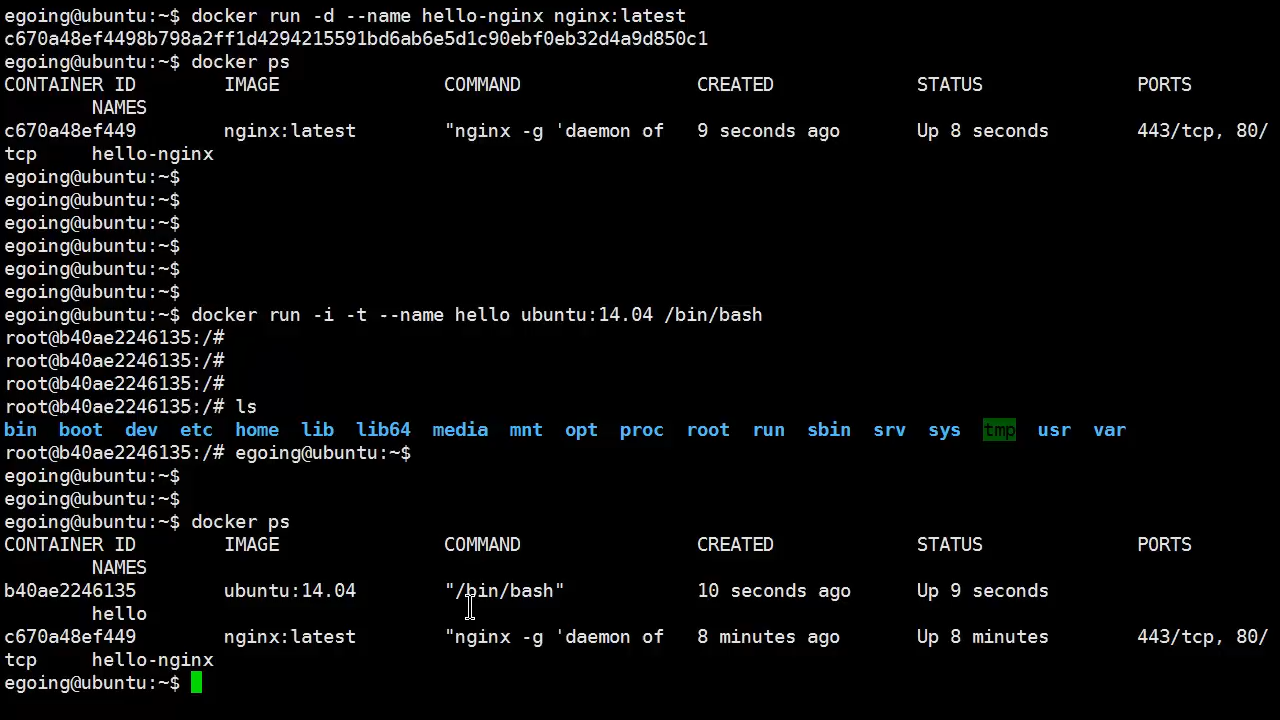 egoing@ubuntu:~$ docker run -d --name hello-nginx nginx:latest
c670a48ef4498b798a2ff1d4294215591bd6ab6e5d1c90ebf0eb32d4a9d850c1
egoing@ubuntu:~$ docker ps
CONTAINER ID        IMAGE               COMMAND                CREATED             STATUS              PORTS
        NAMES
c670a48ef449        nginx:latest        "nginx -g 'daemon of   9 seconds ago       Up 8 seconds        443/tcp, 80/
tcp     hello-nginx
egoing@ubuntu:~$
egoing@ubuntu:~$
egoing@ubuntu:~$
egoing@ubuntu:~$
egoing@ubuntu:~$
egoing@ubuntu:~$
egoing@ubuntu:~$ docker run -i -t --name hello ubuntu:14.04 /bin/bash
root@b40ae2246135:/#
root@b40ae2246135:/#
root@b40ae2246135:/#
root@b40ae2246135:/# ls
bin  boot  dev  etc  home  lib  lib64  media  mnt  opt  proc  root  run  sbin  srv  sys  tmp  usr  var
root@b40ae2246135:/# egoing@ubuntu:~$
egoing@ubuntu:~$
egoing@ubuntu:~$
egoing@ubuntu:~$ docker ps
CONTAINER ID        IMAGE               COMMAND                CREATED             STATUS              PORTS
        NAMES
b40ae2246135        ubuntu:14.04        "/bin/bash"            10 seconds ago      Up 9 seconds
        hello
c670a48ef449        nginx:latest        "nginx -g 'daemon of   8 minutes ago       Up 8 minutes        443/tcp, 80/
tcp     hello-nginx
egoing@ubuntu:~$